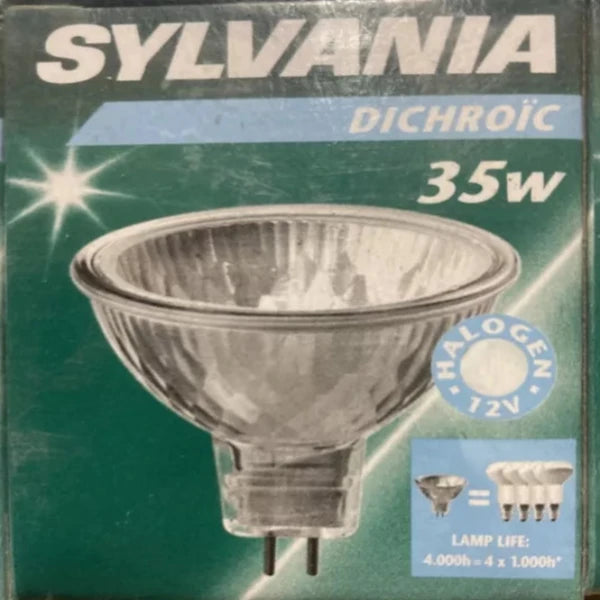 SYLVANIA
DICHROÏC
35W
HALOGEN
12V
=
LAMP LIFE:
4.000h = 4 x 1.000h*